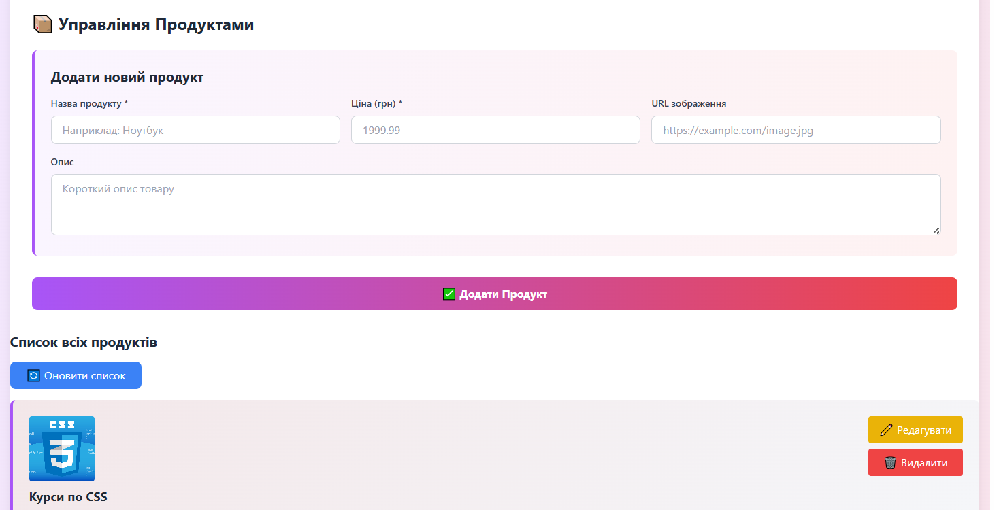 Управління Продуктами
Додати новий продукт
Назва продукту * Ціна (грн) * URL зображення
Наприклад: Ноутбук 1999.99 https://example.com/image.jpg
Опис
Короткий опис товару
Додати Продукт
Список всіх продуктів
Оновити список
CSS
3
Редагувати
Видалити
Курси по CSS